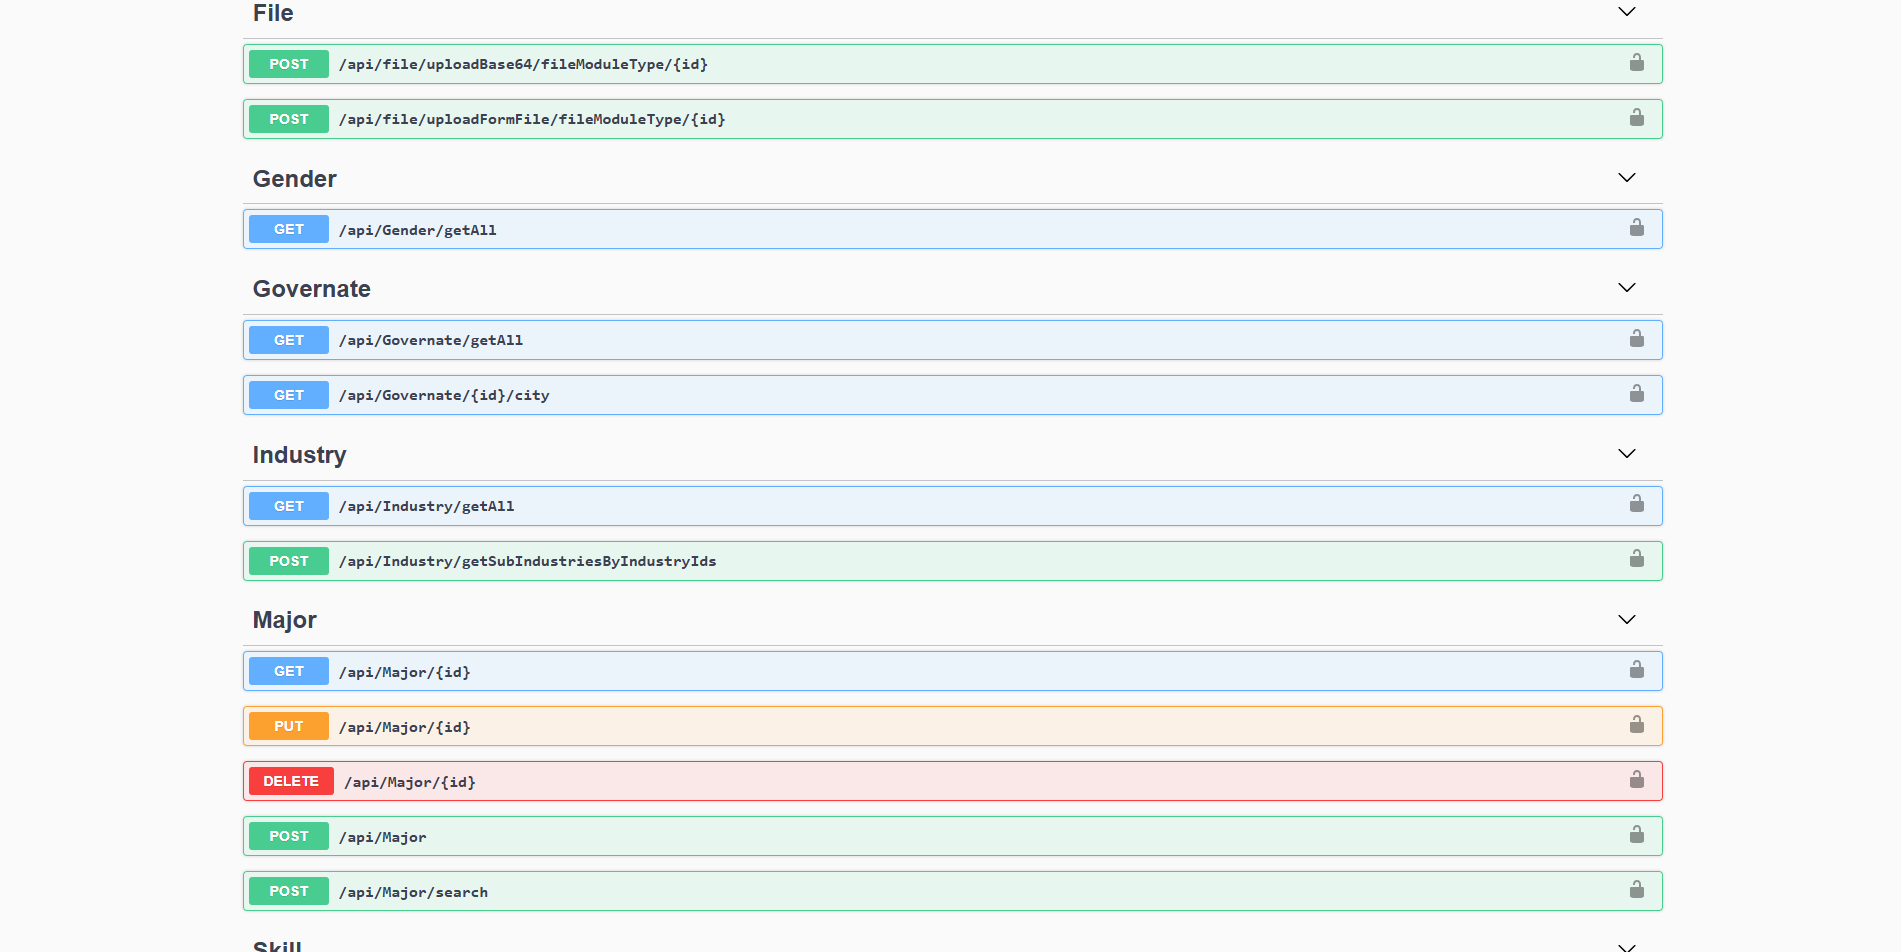 File
POST /api/file/uploadBase64/fileModuleType/{id}
POST /api/file/uploadFormFile/fileModuleType/{id}
Gender
GET /api/Gender/getAll
Governate
GET /api/Governate/getAll
GET /api/Governate/{id}/city
Industry
GET /api/Industry/getAll
POST /api/Industry/getSubIndustriesByIndustryIds
Major
GET /api/Major/{id}
PUT /api/Major/{id}
DELETE /api/Major/{id}
POST /api/Major
POST /api/Major/search
Skill